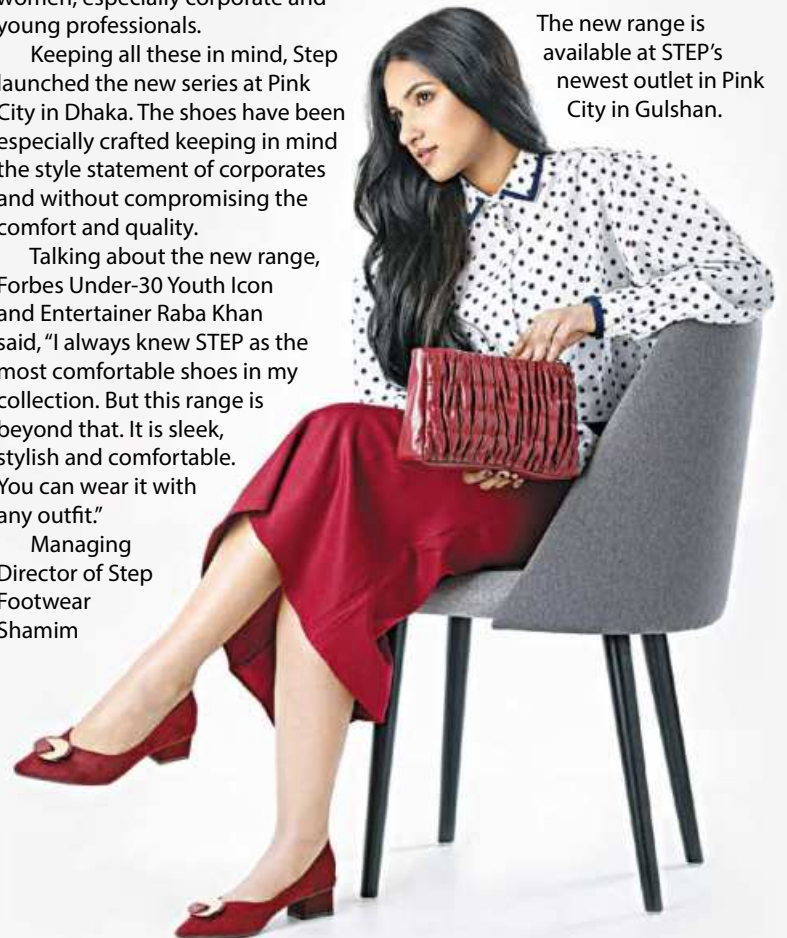 women, especially corporate and
young professionals.
Keeping all these in mind, Step
launched the new series at Pink
City in Dhaka. The shoes have been
especially crafted keeping in mind
the style statement of corporates
and without compromising the
comfort and quality.
Talking about the new range,
Forbes Under-30 Youth Icon
and Entertainer Raba Khan
said, “I always knew STEP as the
most comfortable shoes in my
collection. But this range is
beyond that. It is sleek,
stylish and comfortable.
You can wear it with
any outfit.”
Managing
Director of Step
Footwear
Shamim
The new range is
available at STEP’s
newest outlet in Pink
City in Gulshan.